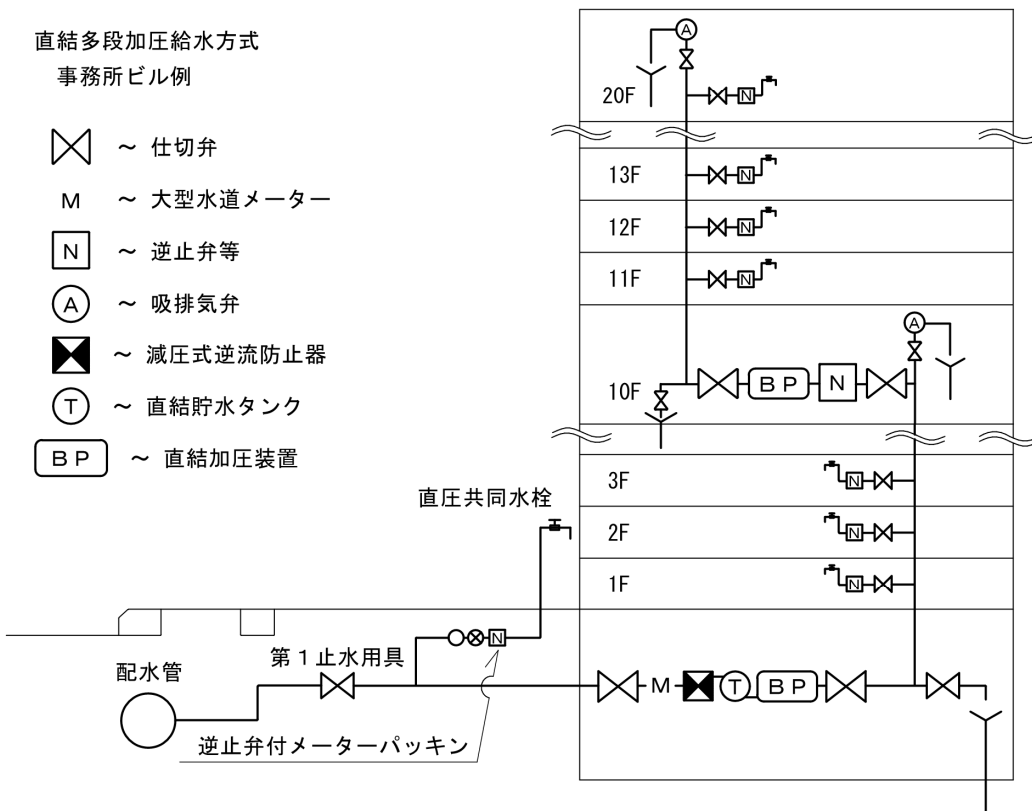 直結多段加圧給水方式
事務所ビル例
～ 仕切弁
M ～ 大型水道メーター
N ～ 逆止弁等
A ～ 吸排気弁
～ 減圧式逆流防止器
T ～ 直結貯水タンク
BP ～ 直結加圧装置
A
20F
N
13F
N
12F
N
11F
N
A
10F
BP
N
3F
N
2F
N
1F
N
直圧共同水栓
N
第1止水用具
配水管
M
T
BP
逆止弁付メーターパッキン